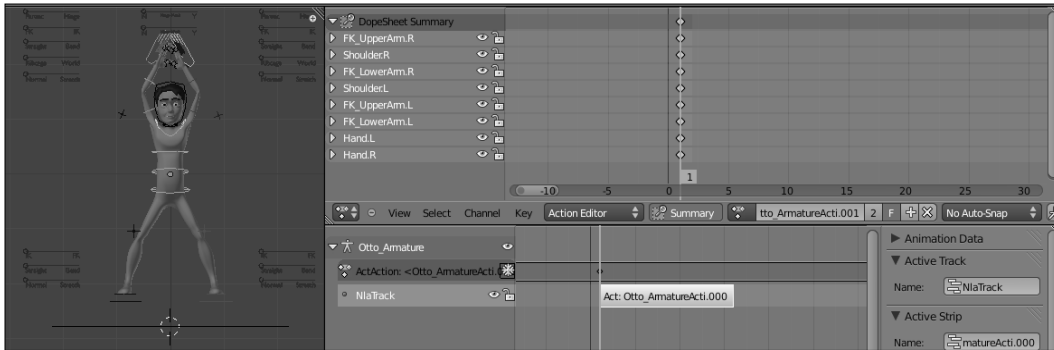 DopeSheet Summary
FK_UpperArm.R
Shoulder.R
FK_LowerArm.R
Shoulder.L
FK_UpperArm.L
FK_LowerArm.L
Hand.L
Hand.R
1
-10 -5 0 5 10 15 20 25 30
View Select Channel Key Action Editor Summary tto_ArmatureActi.001 2 F No Auto-Snap
Otto_Armature
ActAction: <Otto_ArmatureActi.
NlaTrack
Act: Otto_ArmatureActi.000
Animation Data
Active Track
Name: NlaTrack
Active Strip
Name: matureActi.000